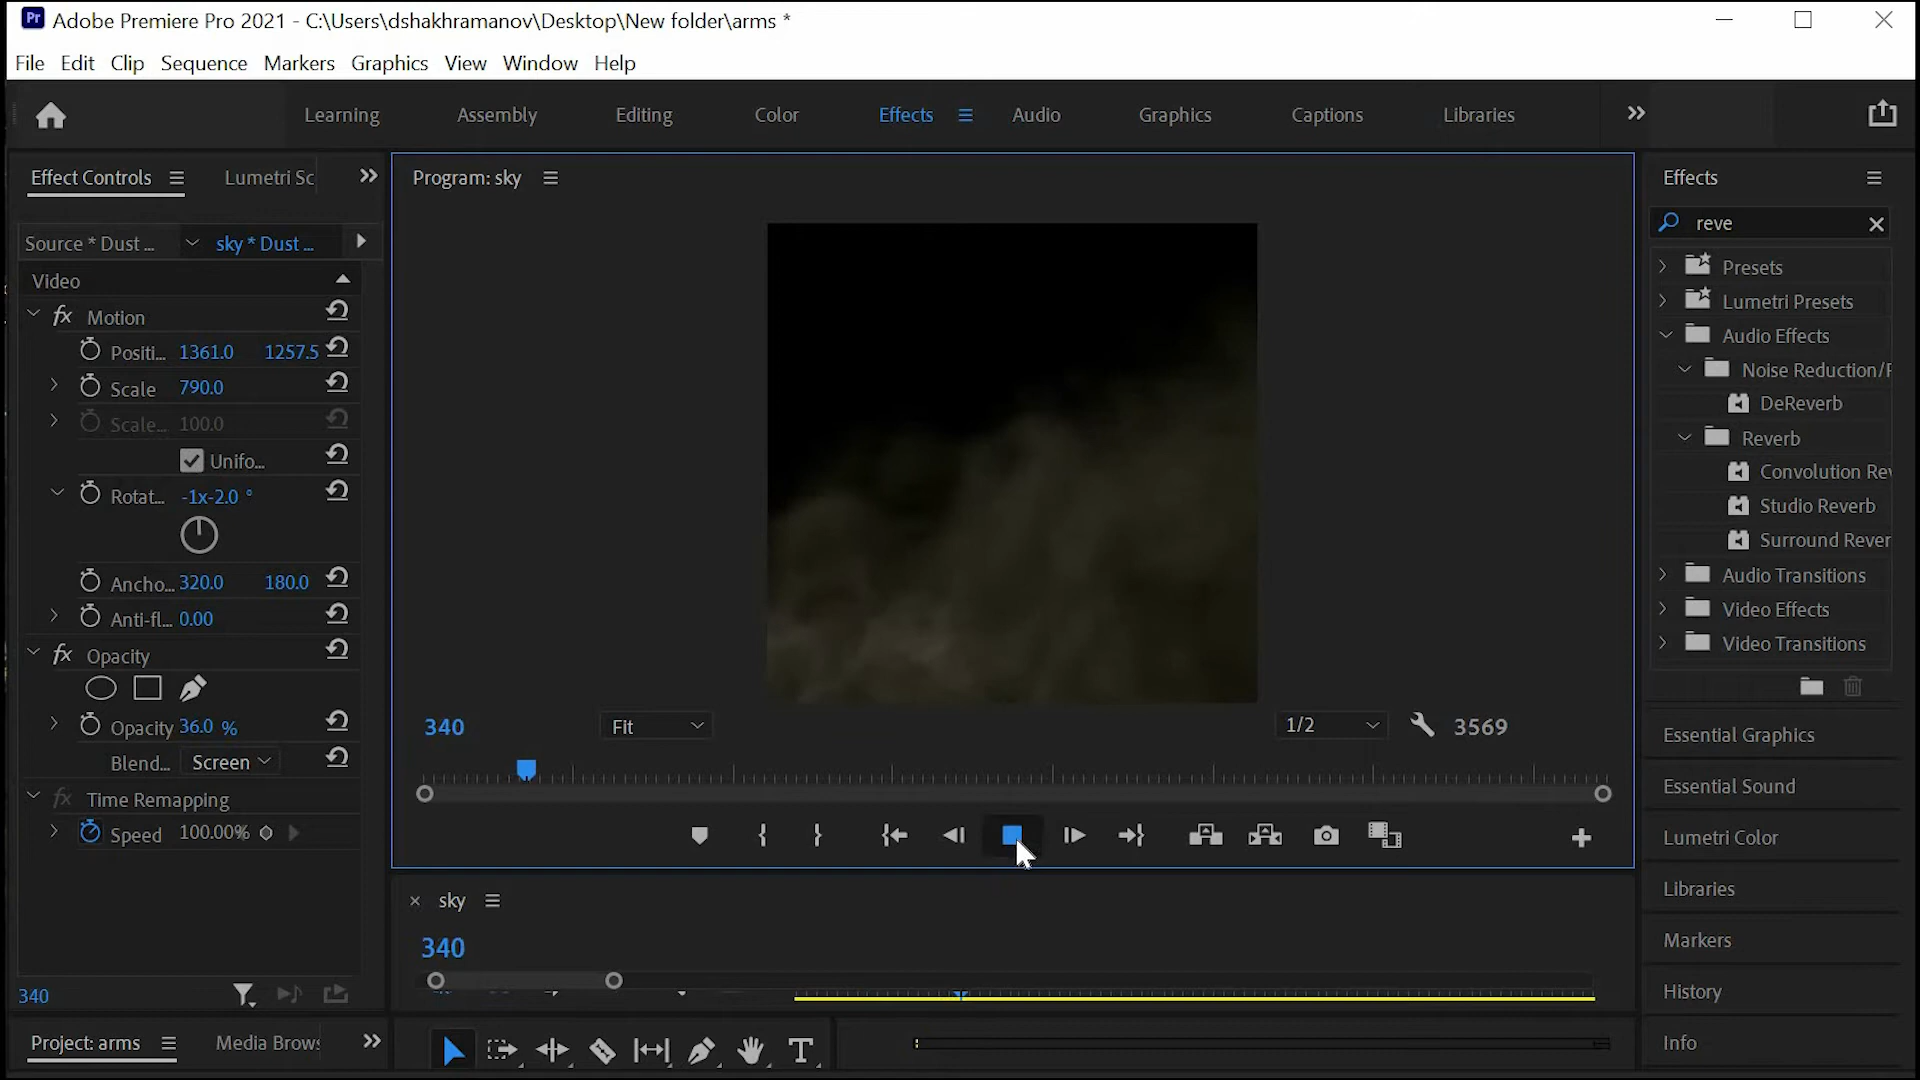 Pr Adobe Premiere Pro 2021 - C:\Users\dshakhramanov\Desktop\New folder\arms *
File Edit Clip Sequence Markers Graphics View Window Help
Learning Assembly Editing Color Effects Audio Graphics Captions Libraries
Effect Controls Lumetri Sc
Program: sky
Effects
Source * Dust ... sky * Dust ...
reve
Video
Presets
Motion
Lumetri Presets
Positi... 1361.0 1257.5
Audio Effects
Scale 790.0
Noise Reduction/
Scale... 100.0
DeReverb
Unifo...
Reverb
Rotat... -1x-2.0 °
Convolution Rev
Studio Reverb
Surround Rever
Ancho... 320.0 180.0
Audio Transitions
Anti-fl... 0.00
Video Effects
Opacity
Video Transitions
Opacity 36.0 %
340 Fit 1/2 3569
Essential Graphics
Blend... Screen
Essential Sound
Time Remapping
Speed 100.00%
Lumetri Color
× sky
Libraries
340
Markers
340
History
Project: arms Media Brows
T
Info